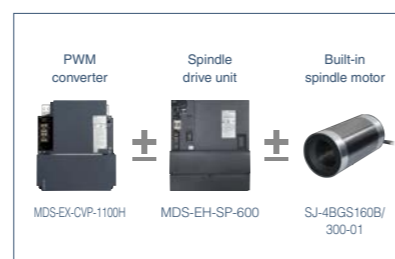 PWM
converter
Spindle
drive unit
Built-in
spindle motor
±
±
MDS-EX-CVP-1100H
MDS-EH-SP-600
SJ-4BGS160B/
300-01